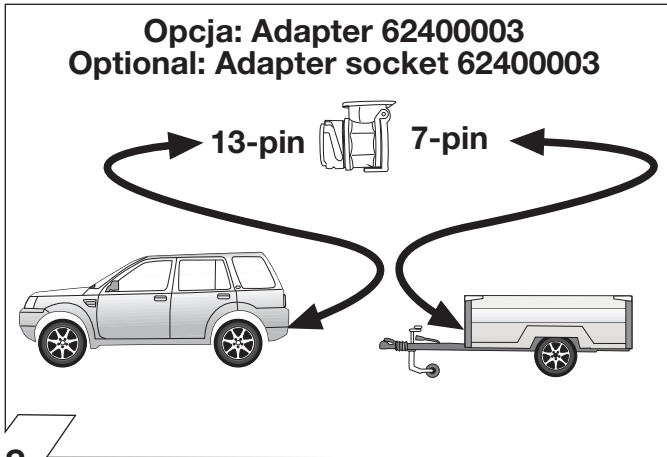 Opcja: Adapter 62400003
Optional: Adapter socket 62400003
13-pin 7-pin